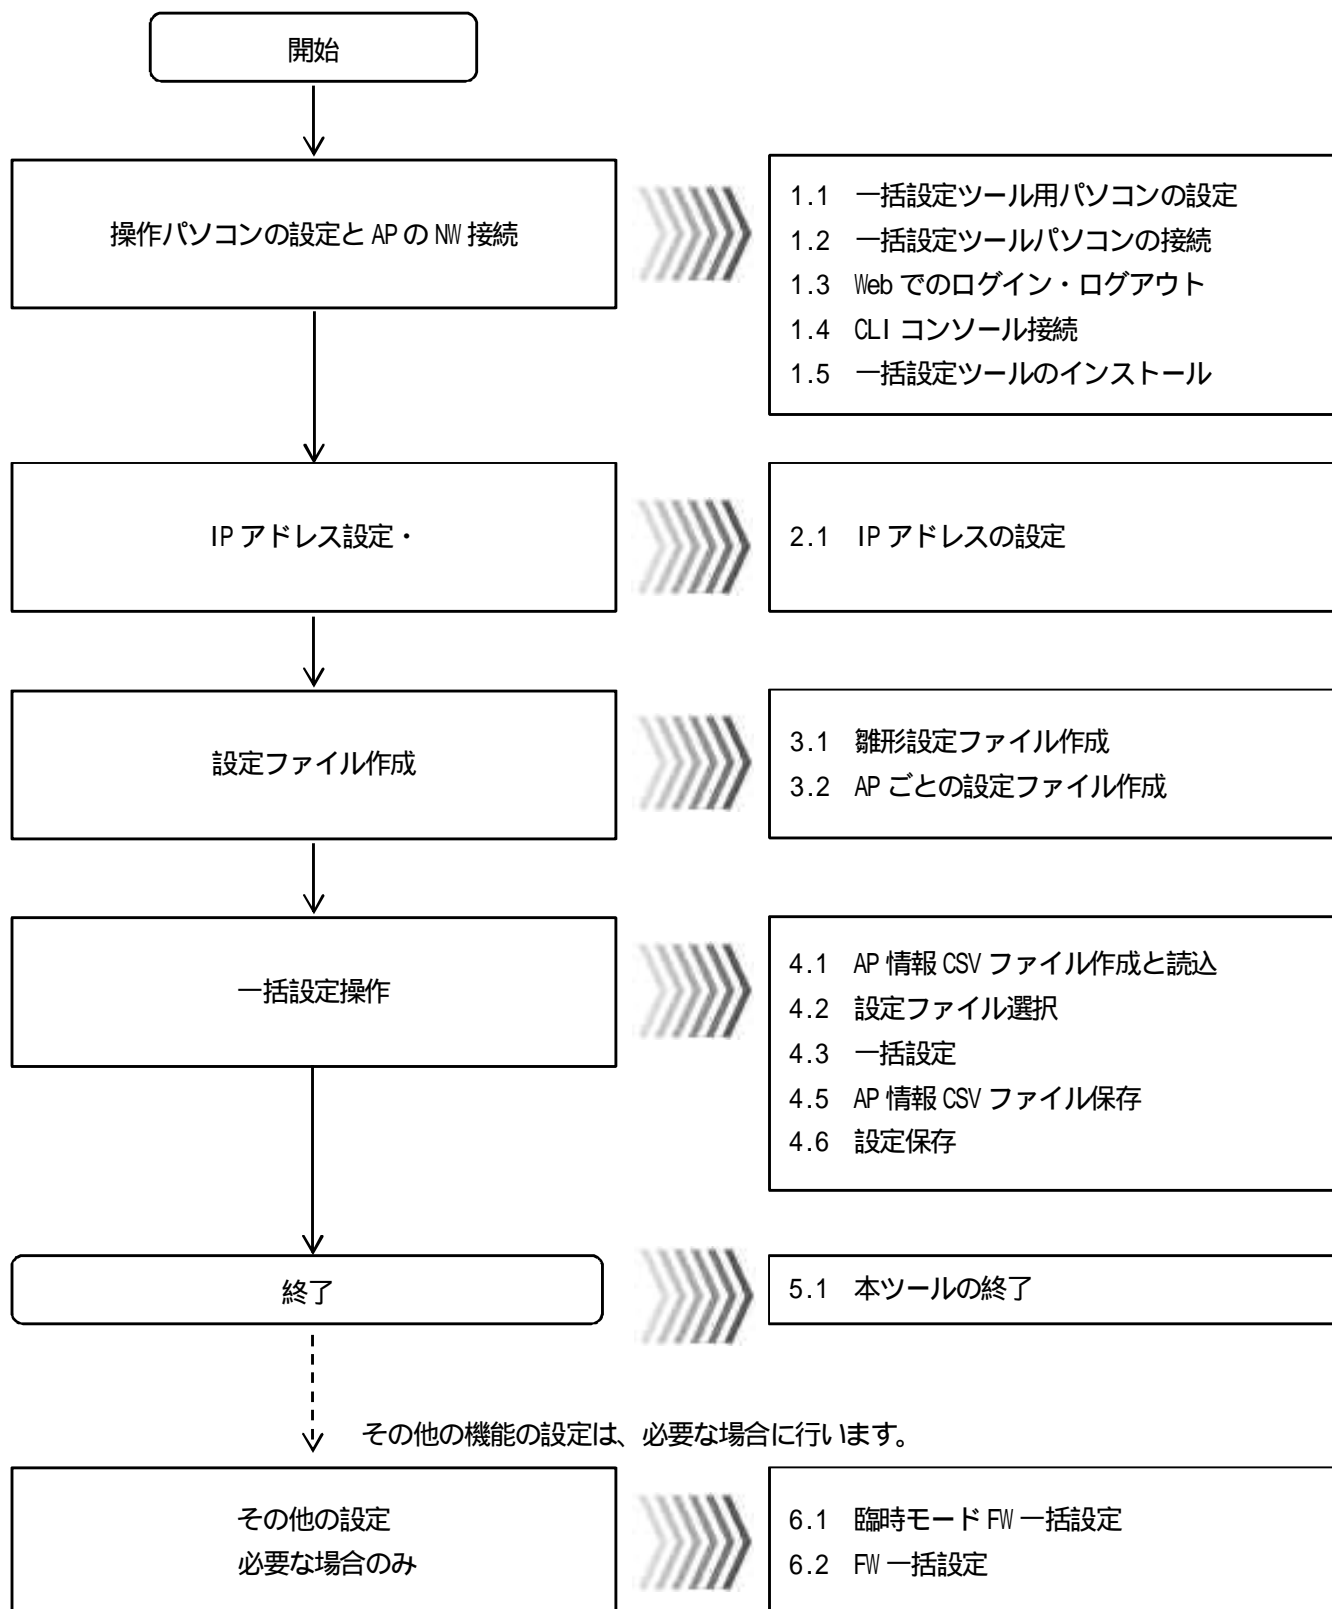 開始
操作パソコンの設定と AP の NW 接続
1.1 一括設定ツール用パソコンの設定
1.2 一括設定ツールパソコンの接続
1.3 Web でのログイン・ログアウト
1.4 CLI コンソール接続
1.5 一括設定ツールのインストール
IP アドレス設定・
2.1 IP アドレスの設定
設定ファイル作成
3.1 雛形設定ファイル作成
3.2 AP ごとの設定ファイル作成
一括設定操作
4.1 AP 情報 CSV ファイル作成と読込
4.2 設定ファイル選択
4.3 一括設定
4.5 AP 情報 CSV ファイル保存
4.6 設定保存
終了
5.1 本ツールの終了
その他の機能の設定は、必要な場合に行います。
その他の設定
必要な場合のみ
6.1 臨時モード FW 一括設定
6.2 FW 一括設定